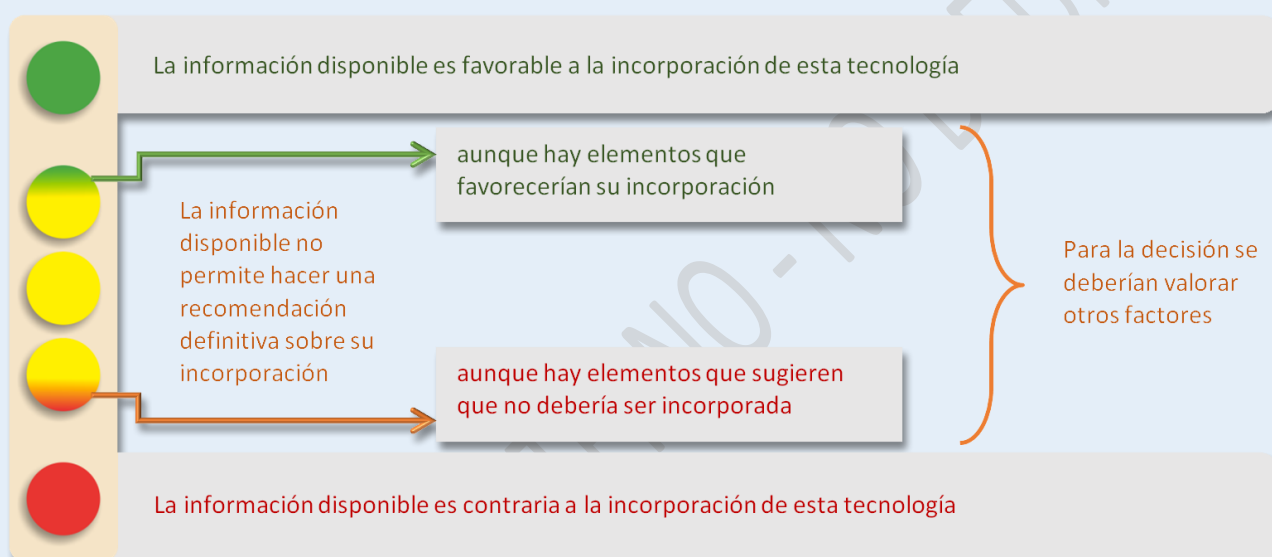 La información disponible es favorable a la incorporación de esta tecnología
aunque hay elementos que
favorecerían su incorporación
La información
disponible no
permite hacer una
recomendación
definitiva sobre su
incorporación
Para la decisión se
deberían valorar
otros factores
aunque hay elementos que sugieren
que no debería ser incorporada
La información disponible es contraria a la incorporación de esta tecnología